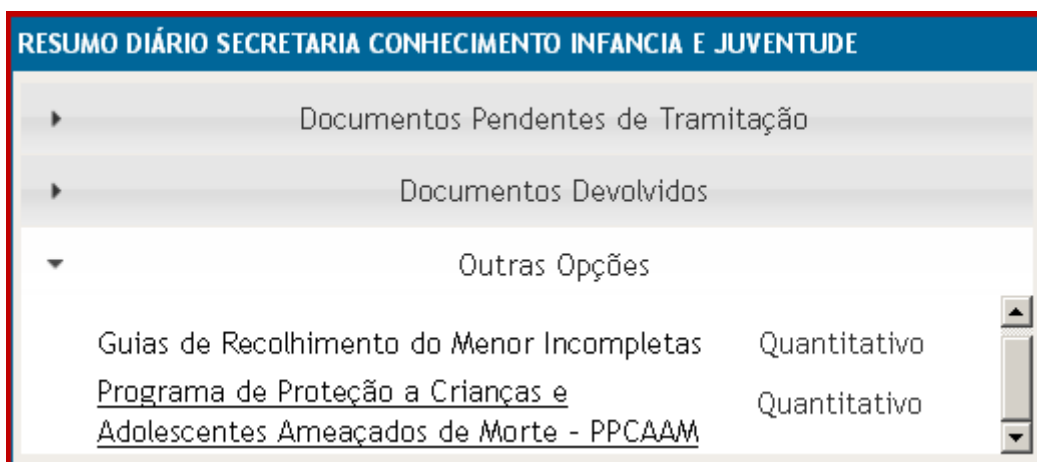 RESUMO DIÁRIO SECRETARIA CONHECIMENTO INFANCIA E JUVENTUDE
Documentos Pendentes de Tramitação
Documentos Devolvidos
Outras Opções
Guias de Recolhimento do Menor Incompletas Quantitativo
Programa de Proteção a Crianças e
Adolescentes Ameaçados de Morte - PPCAAM Quantitativo